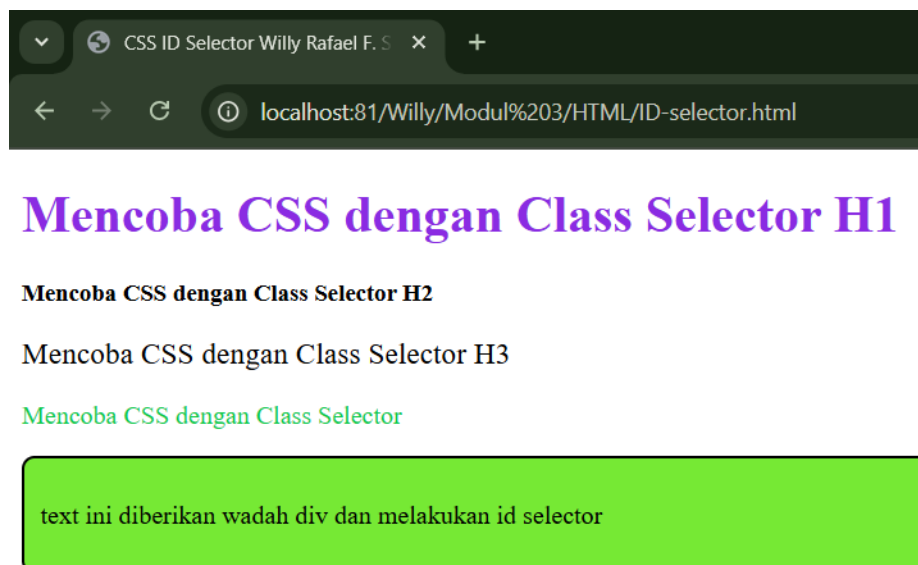 CSS ID Selector Willy Rafael F. S
localhost:81/Willy/Modul%203/HTML/ID-selector.html
Mencoba CSS dengan Class Selector H1
Mencoba CSS dengan Class Selector H2
Mencoba CSS dengan Class Selector H3
Mencoba CSS dengan Class Selector
text ini diberikan wadah div dan melakukan id selector